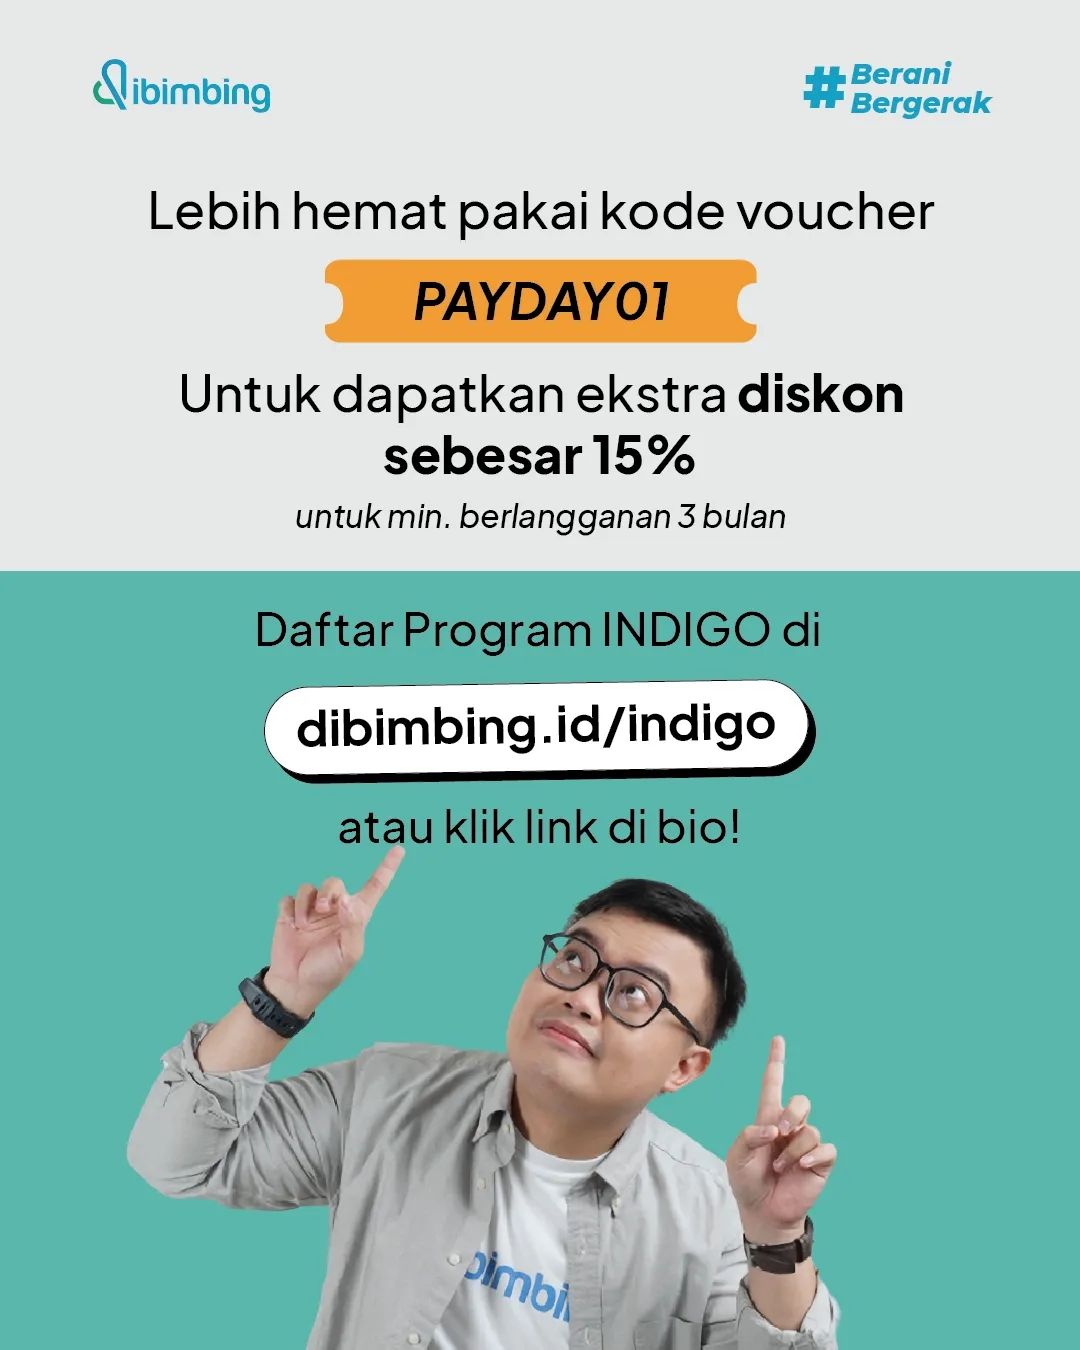 dibimbing
#Berani
Bergerak
Lebih hemat pakai kode voucher
PAYDAY01
Untuk dapatkan ekstra diskon
sebesar 15%
untuk min. berlangganan 3 bulan
Daftar Program INDIGO di
dibimbing.id/indigo
atau klik link di bio!
bimbi